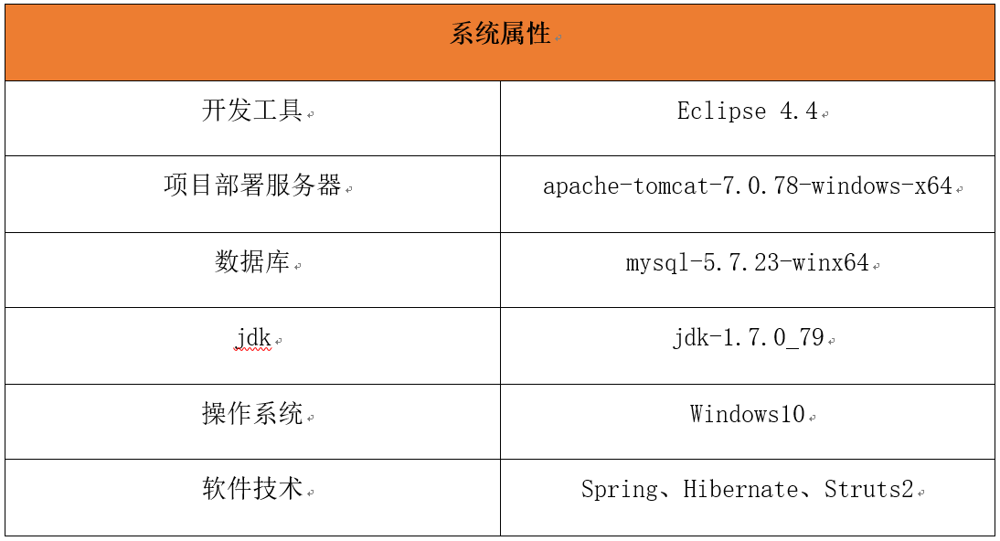 系统属性
开发工具 Eclipse 4.4
项目部署服务器 apache-tomcat-7.0.78-windows-x64
数据库 mysql-5.7.23-winx64
jdk jdk-1.7.0_79
操作系统 Windows10
软件技术 Spring、Hibernate、Struts2